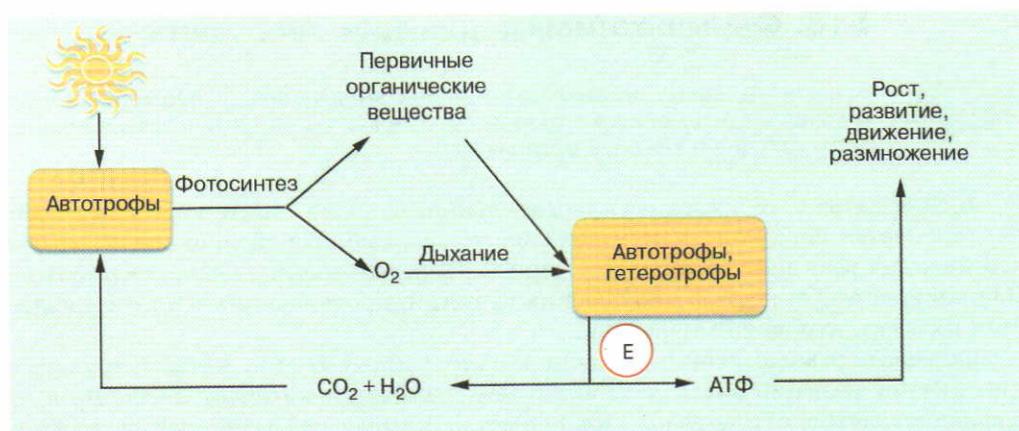 Первичные
органические
вещества
Рост,
развитие,
движение,
размножение
Автотрофы
Фотосинтез
O₂
Дыхание
Автотрофы,
гетеротрофы
E
CO₂ + H₂O
АТФ